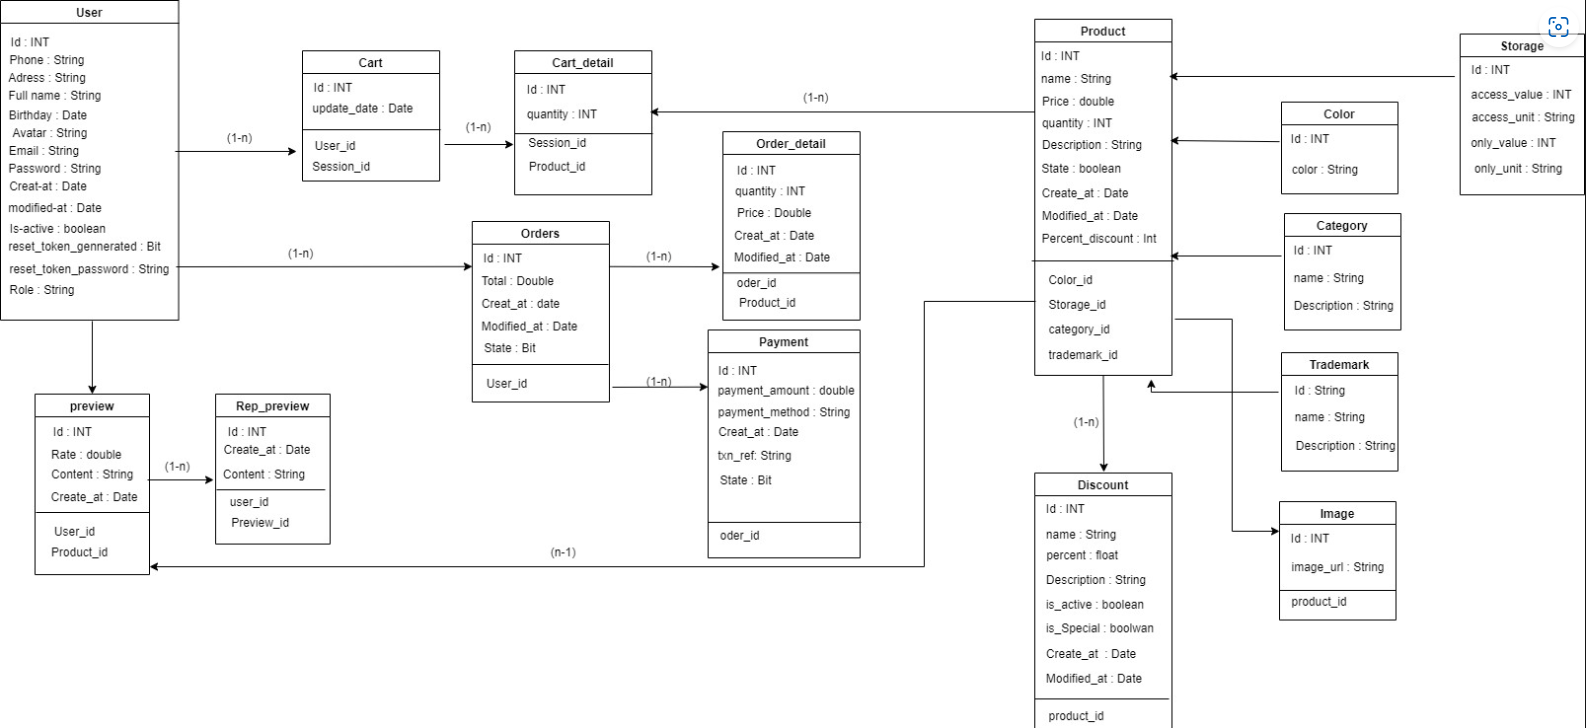 User
Id : INT
Phone : String
Adress : String
Full name : String
Birthday : Date
Avatar : String
Email : String
Password : String
Creat-at : Date
modified-at : Date
Is-active : boolean
reset_token_gennerated : Bit
reset_token_password : String
Role : String
(1-n)
Cart
Id : INT
update_date : Date
User_id
Session_id
(1-n)
Cart_detail
Id : INT
quantity : INT
Session_id
Product_id
(1-n)
Product
Id : INT
name : String
Price : double
quantity : INT
Description : String
State : boolean
Create_at : Date
Modified_at : Date
Percent_discount : Int
Color_id
Storage_id
category_id
trademark_id
Storage
Id : INT
access_value : INT
access_unit : String
only_value : INT
only_unit : String
Color
Id : INT
color : String
Category
Id : INT
name : String
Description : String
Trademark
Id : String
name : String
Description : String
Image
Id : INT
image_url : String
product_id
(1-n)
Orders
Id : INT
Total : Double
Creat_at : date
Modified_at : Date
State : Bit
User_id
(1-n)
Order_detail
Id : INT
quantity : INT
Price : Double
Creat_at : Date
Modified_at : Date
oder_id
Product_id
(1-n)
Payment
Id : INT
payment_amount : double
payment_method : String
Creat_at : Date
txn_ref: String
State : Bit
oder_id
preview
Id : INT
Rate : double
Content : String
Create_at : Date
User_id
Product_id
(1-n)
Rep_preview
Id : INT
Create_at : Date
Content : String
user_id
Preview_id
(n-1)
(1-n)
Discount
Id : INT
name : String
percent : float
Description : String
is_active : boolean
is_Special : boolwan
Create_at : Date
Modified_at : Date
product_id